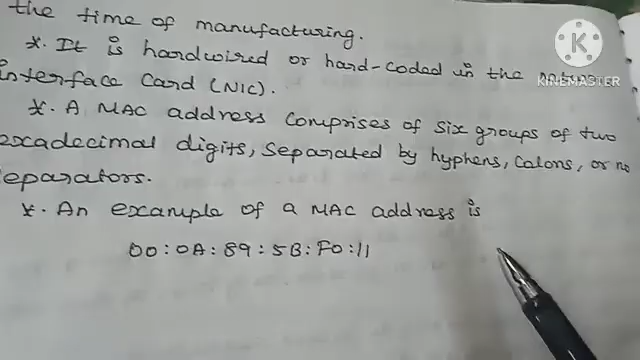 the time of manufacturing.
*. It is hardwired or hard-coded in the
interface card (NIC).
*. A MAC address comprises of six groups of two
exadecimal digits, separated by hyphens, colons, or no
eparators.
*. An example of a MAC address is
00:0A:89:5B:F0:11
KINEMASTER